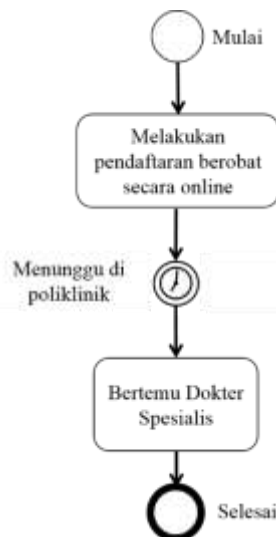 Mulai
Melakukan
pendaftaran berobat
secara online
Menunggu di
poliklinik
Bertemu Dokter
Spesialis
Selesai